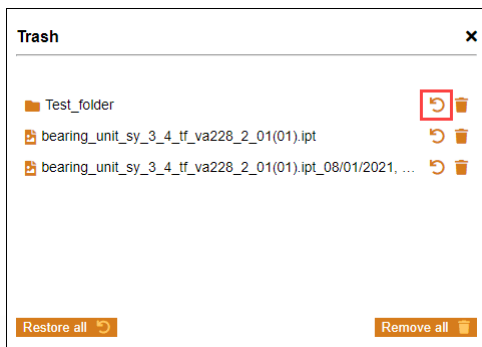 Trash
Test_folder
bearing_unit_sy_3_4_tf_va228_2_01(01).ipt
bearing_unit_sy_3_4_tf_va228_2_01(01).ipt_08/01/2021, ...
Restore all
Remove all